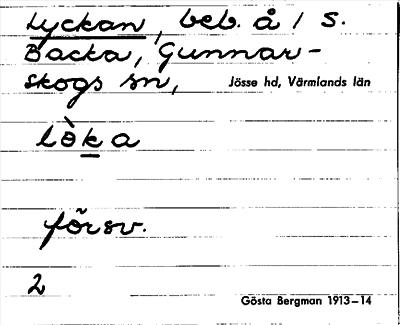 Lyckan, beb. å 1 S.
Backa, Gunnar-
skogs sn, Jösse hd, Värmlands län
lòka
försv.
2
Gösta Bergman 1913–14